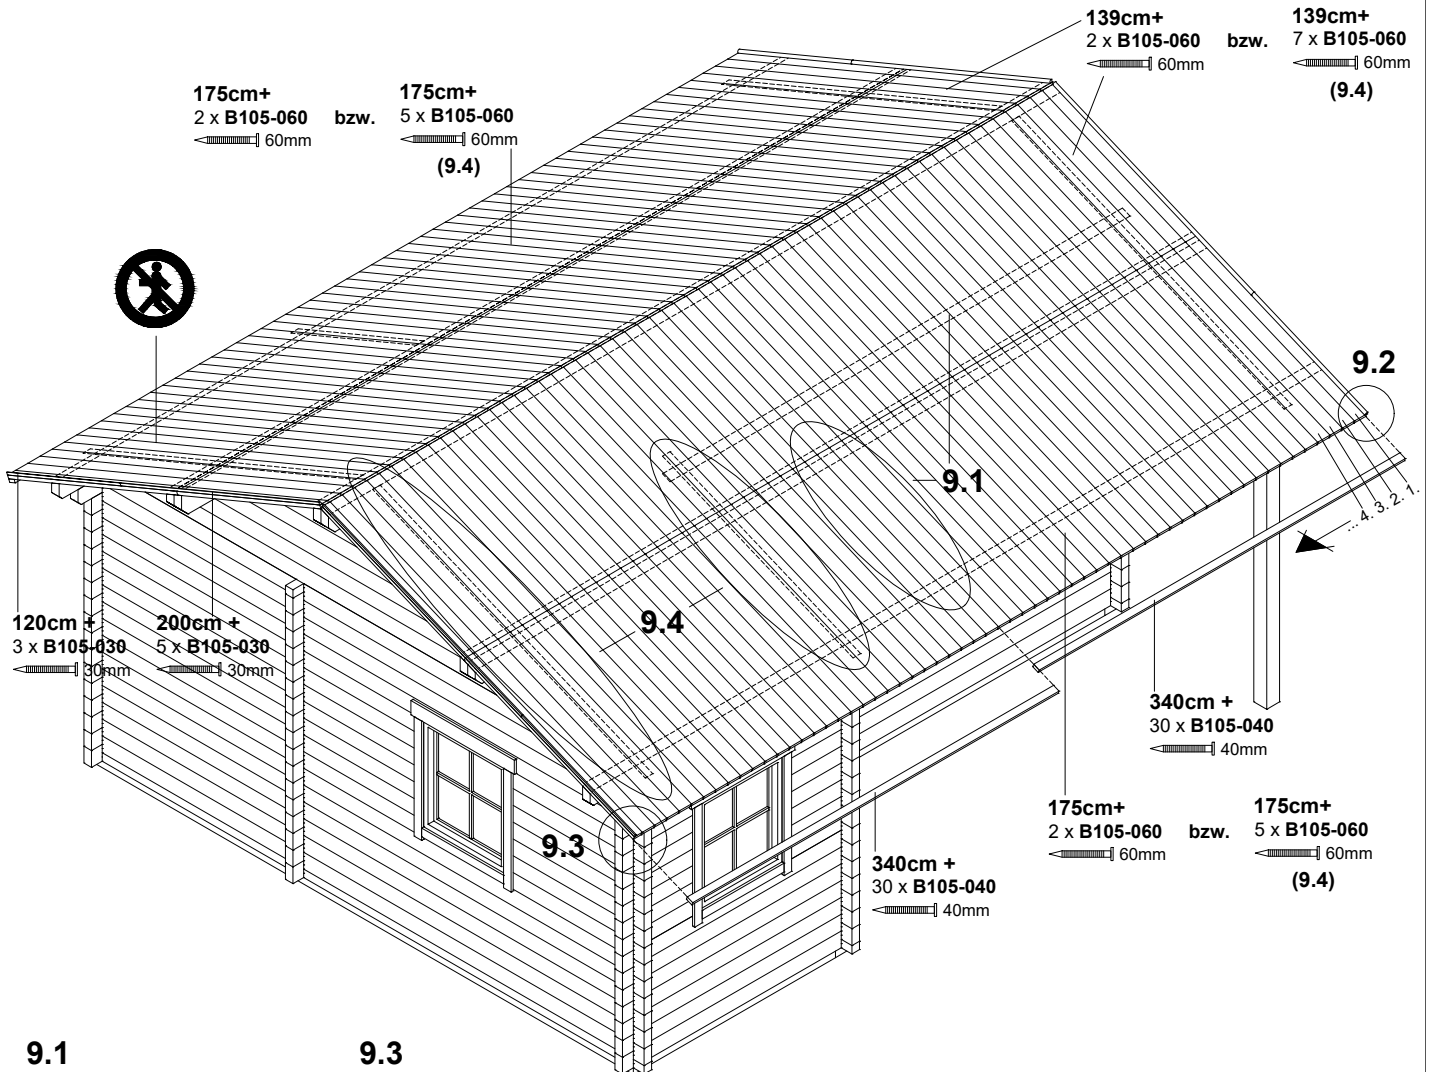 139cm+
2 x B105-060 bzw.
60mm
139cm+
7 x B105-060
60mm
(9.4)
175cm+
2 x B105-060 bzw.
60mm
175cm+
5 x B105-060
60mm
(9.4)
9.2
9.1
... 4. 3. 2. 1.
9.4
120cm +
3 x B105-030
30mm
200cm +
5 x B105-030
30mm
340cm +
30 x B105-040
40mm
175cm+
2 x B105-060 bzw.
60mm
175cm+
5 x B105-060
60mm
(9.4)
9.3
340cm +
30 x B105-040
40mm
9.1
9.3